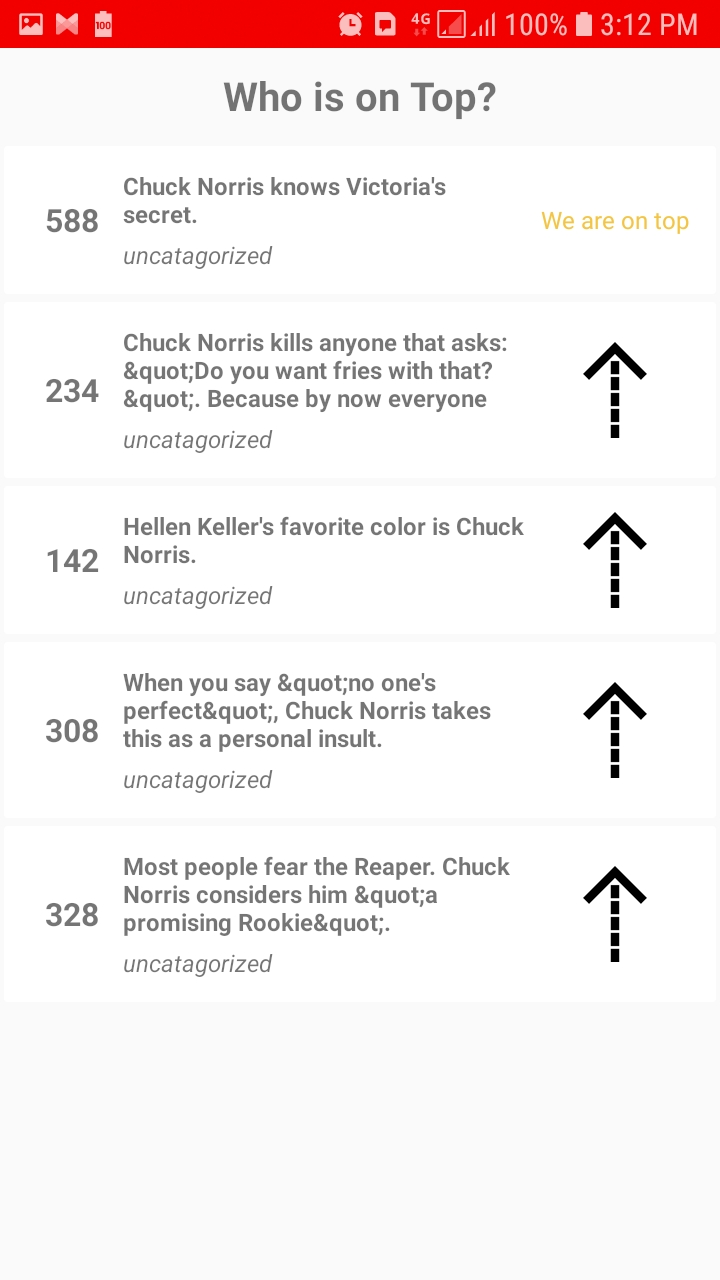 100 4G 100% 3:12 PM
Who is on Top?
588
Chuck Norris knows Victoria's
secret.
uncatagorized
We are on top
234
Chuck Norris kills anyone that asks:
&quot;Do you want fries with that?
&quot;. Because by now everyone
uncatagorized
142
Hellen Keller's favorite color is Chuck
Norris.
uncatagorized
308
When you say &quot;no one's
perfect&quot;, Chuck Norris takes
this as a personal insult.
uncatagorized
328
Most people fear the Reaper. Chuck
Norris considers him &quot;a
promising Rookie&quot;.
uncatagorized